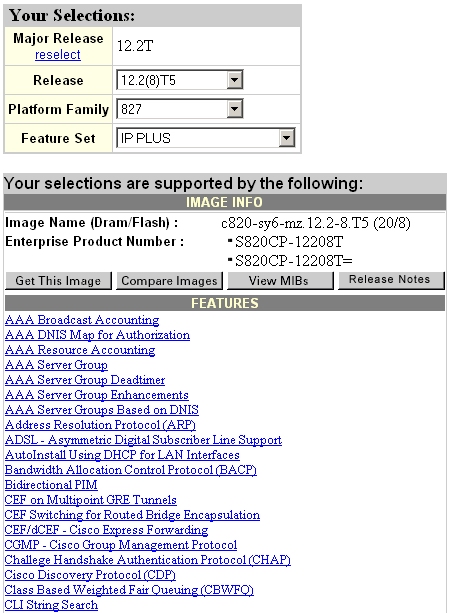 Your Selections:
Major Release
reselect
12.2T
Release
12.2(8)T5
Platform Family
827
Feature Set
IP PLUS
Your selections are supported by the following:
IMAGE INFO
Image Name (Dram/Flash) : c820-sy6-mz.12.2-8.T5 (20/8)
Enterprise Product Number : ▪S820CP-12208T
▪S820CP-12208T=
Get This Image Compare Images View MIBs Release Notes
FEATURES
AAA Broadcast Accounting
AAA DNIS Map for Authorization
AAA Resource Accounting
AAA Server Group
AAA Server Group Deadtimer
AAA Server Group Enhancements
AAA Server Groups Based on DNIS
Address Resolution Protocol (ARP)
ADSL - Asymmetric Digital Subscriber Line Support
AutoInstall Using DHCP for LAN Interfaces
Bandwidth Allocation Control Protocol (BACP)
Bidirectional PIM
CEF on Multipoint GRE Tunnels
CEF Switching for Routed Bridge Encapsulation
CEF/dCEF - Cisco Express Forwarding
CGMP - Cisco Group Management Protocol
Challege Handshake Authentication Protocol (CHAP)
Cisco Discovery Protocol (CDP)
Class Based Weighted Fair Queuing (CBWFQ)
CLI String Search